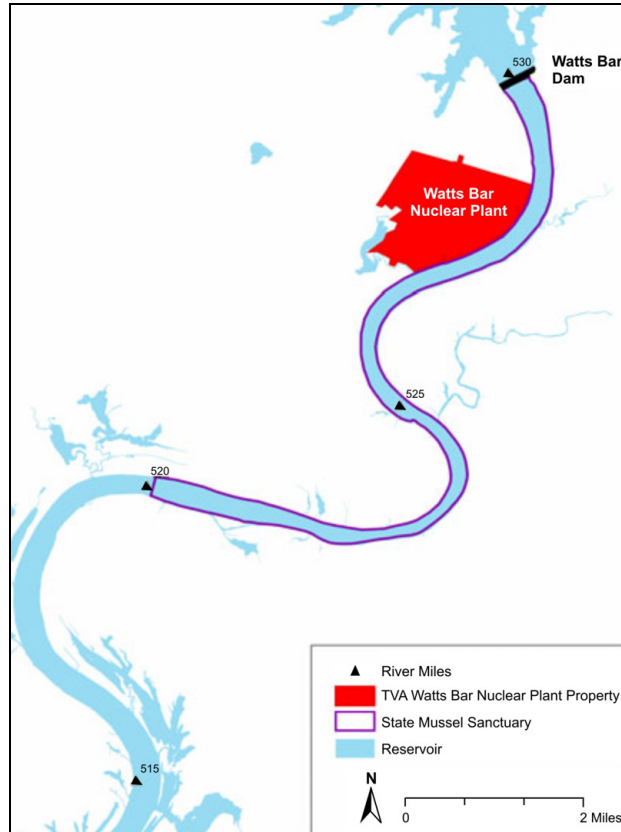 530
Watts Bar
Dam
Watts Bar
Nuclear Plant
525
520
515
River Miles
TVA Watts Bar Nuclear Plant Property
State Mussel Sanctuary
Reservoir
N
0
2 Miles